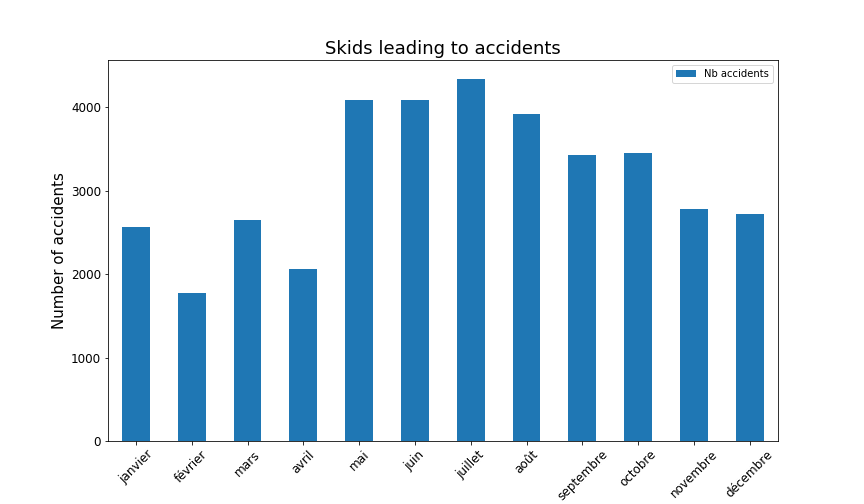 Skids leading to accidents
Nb accidents
Number of accidents
4000
3000
2000
1000
0
janvier
février
mars
avril
mai
juin
juillet
août
septembre
octobre
novembre
décembre